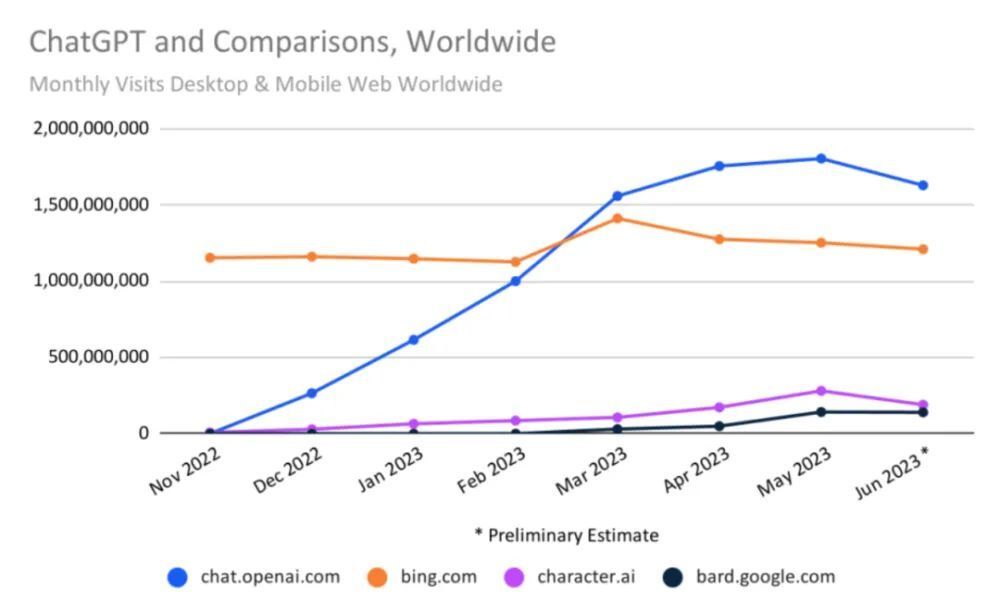 ChatGPT and Comparisons, Worldwide
Monthly Visits Desktop & Mobile Web Worldwide
2,000,000,000
1,500,000,000
1,000,000,000
500,000,000
0
Nov 2022
Dec 2022
Jan 2023
Feb 2023
Mar 2023
Apr 2023
May 2023
Jun 2023 *
* Preliminary Estimate
chat.openai.com
bing.com
character.ai
bard.google.com